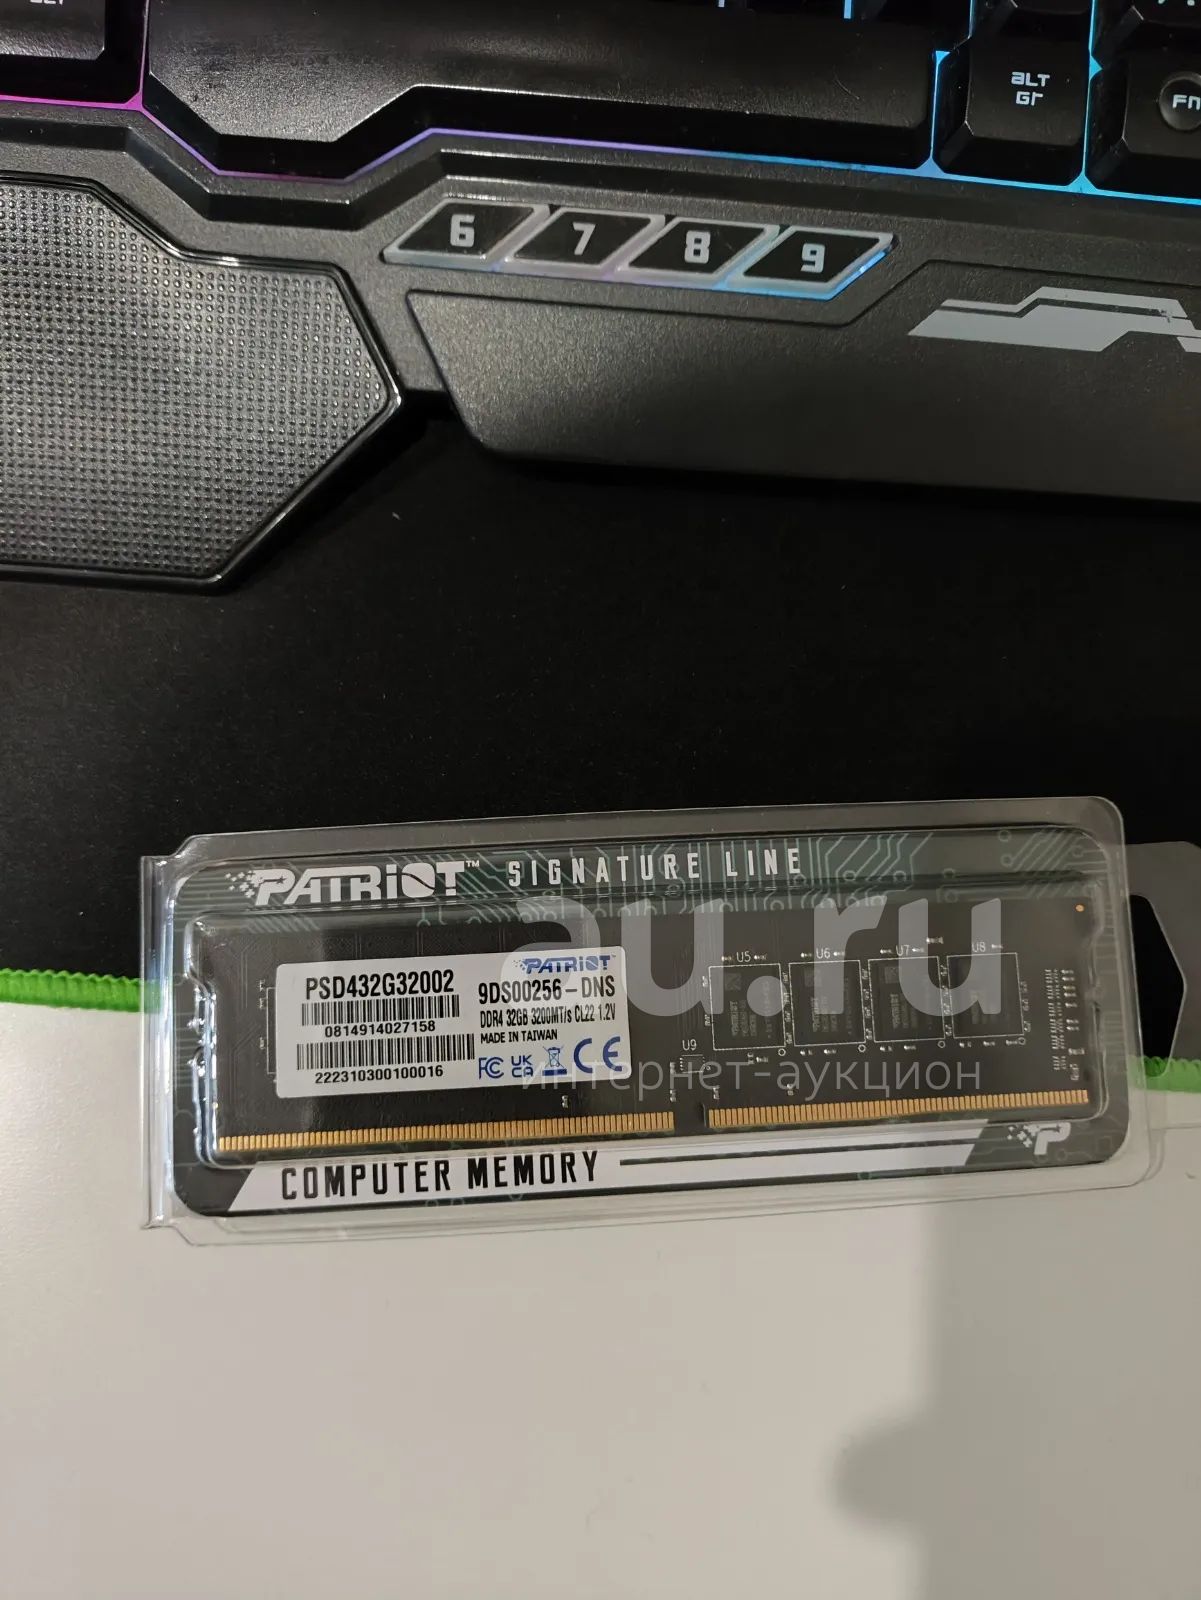 ALT
Gr
FN
6 7 8 9
PATRiOT™ SIGNATURE LINE
PSD432G32002
0814914027158
222310300100016
PATRiOT
9DS00256-DNS
DDR4 32GB 3200MT/s CL22 1.2V
MADE IN TAIWAN
FC UK CA CE
U5 U6 U7 U8
U9
au.ru
интернет-аукцион
COMPUTER MEMORY
P